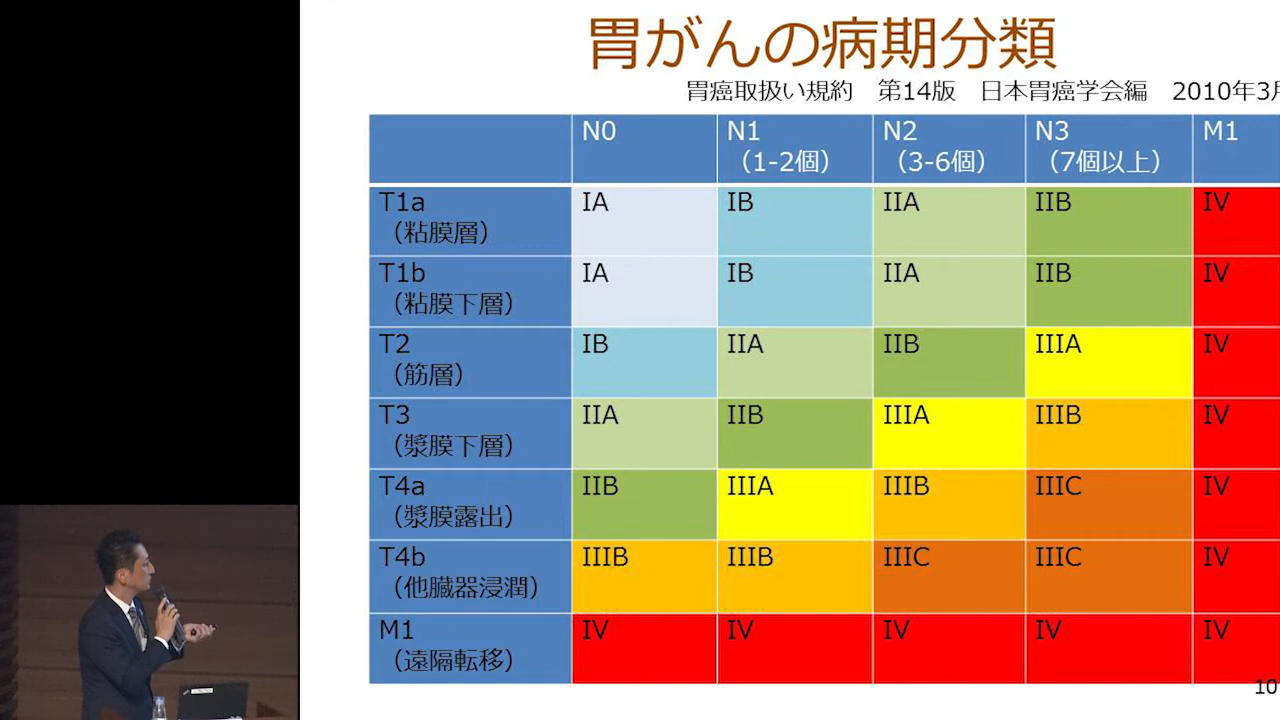 胃がんの病期分類
胃癌取扱い規約 第14版 日本胃癌学会編 2010年3月
N0 N1 N2 N3 M1
（1-2個） （3-6個） （7個以上）
T1a IA IB IIA IIB IV
（粘膜層）
T1b IA IB IIA IIB IV
（粘膜下層）
T2 IB IIA IIB IIIA IV
（筋層）
T3 IIA IIB IIIA IIIB IV
（漿膜下層）
T4a IIB IIIA IIIB IIIC IV
（漿膜露出）
T4b IIIB IIIB IIIC IIIC IV
（他臓器浸潤）
M1 IV IV IV IV IV
（遠隔転移）
10